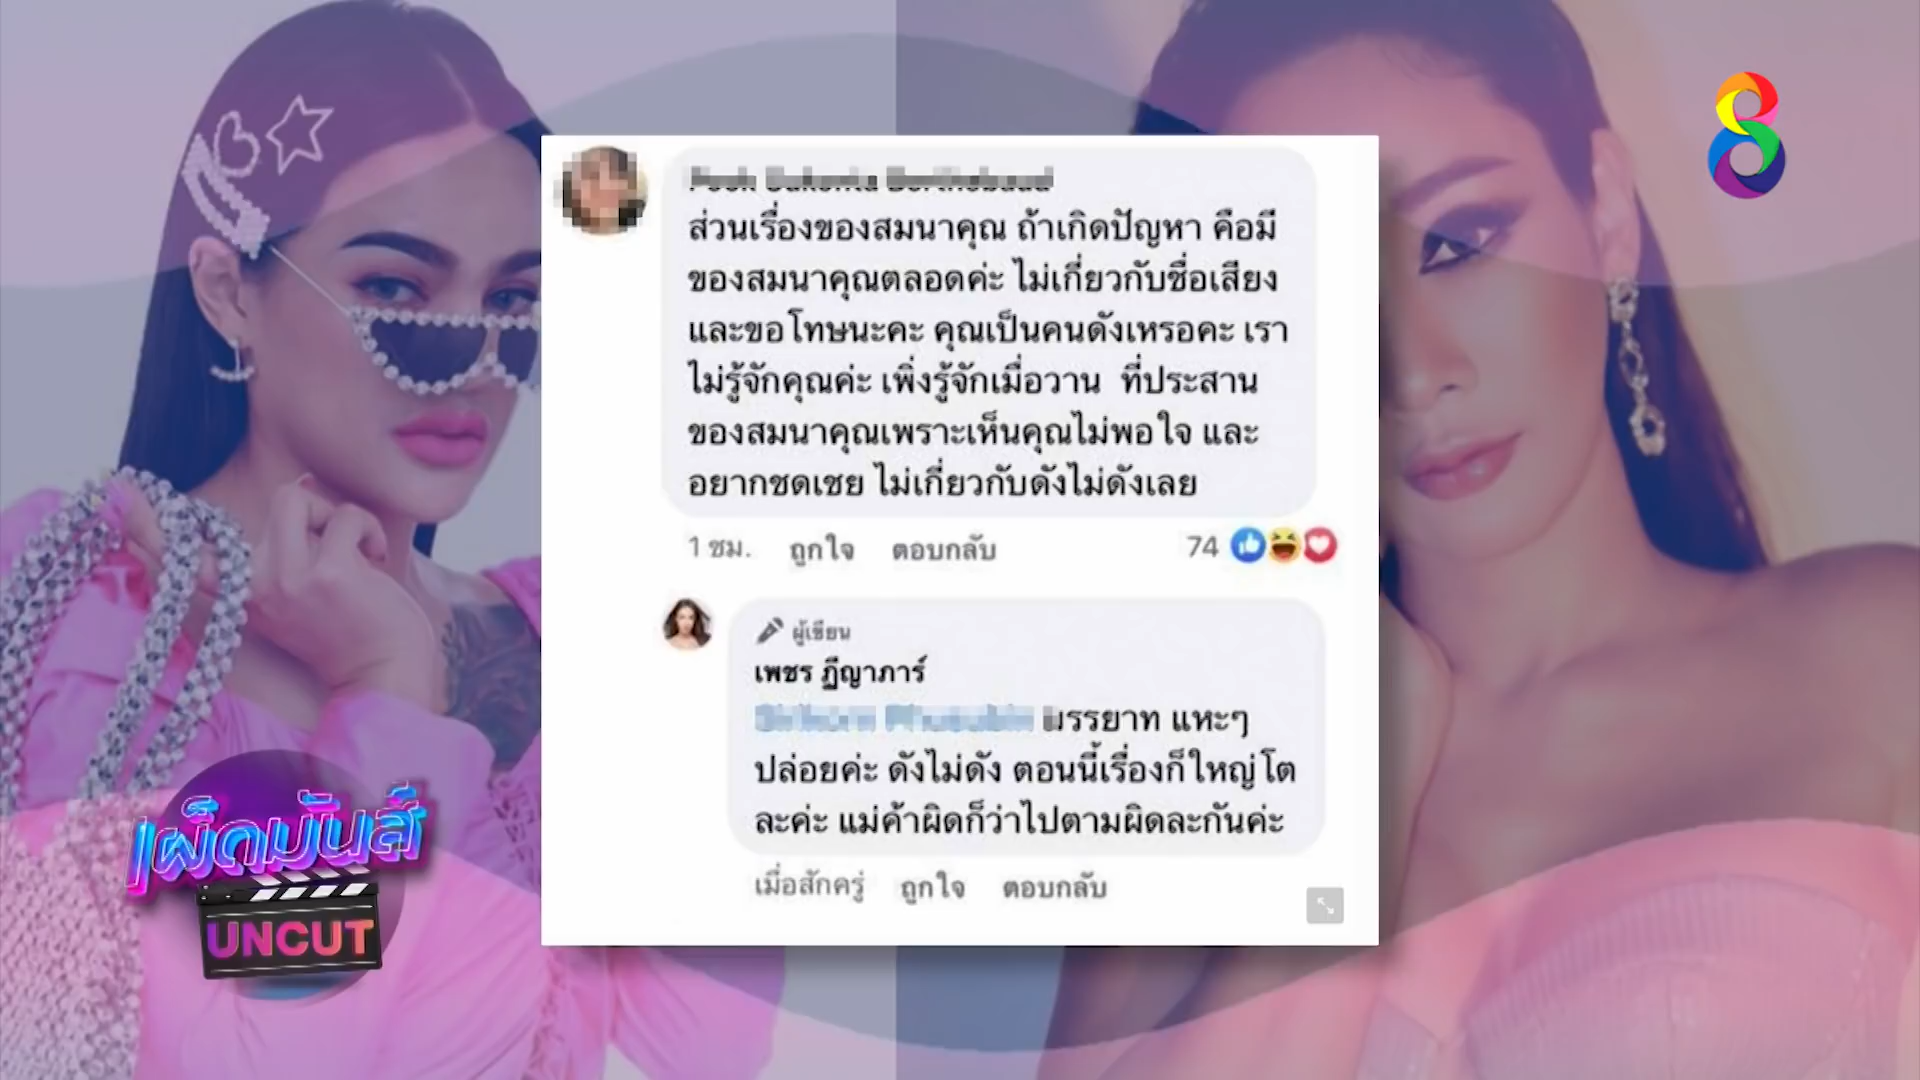 8
ส่วนเรื่องของสมนาคุณ ถ้าเกิดปัญหา คือมี
ของสมนาคุณตลอดค่ะ ไม่เกี่ยวกับชื่อเสียง
และขอโทษนะคะ คุณเป็นคนดังเหรอคะ เรา
ไม่รู้จักคุณค่ะ เพิ่งรู้จักเมื่อวาน ที่ประสาน
ของสมนาคุณเพราะเห็นคุณไม่พอใจ และ
อยากชดเชย ไม่เกี่ยวกับดังไม่ดังเลย
1 ชม. ถูกใจ ตอบกลับ 74
ผู้เขียน
เพชร ฏีญาภาร์
มรรยาท แหะๆ
ปล่อยค่ะ ดังไม่ดัง ตอนนี้เรื่องก็ใหญ่โต
ละค่ะ แม่ค้าผิดก็ว่าไปตามผิดละกันค่ะ
เมื่อสักครู่ ถูกใจ ตอบกลับ
เผ็ดมันส์
UNCUT